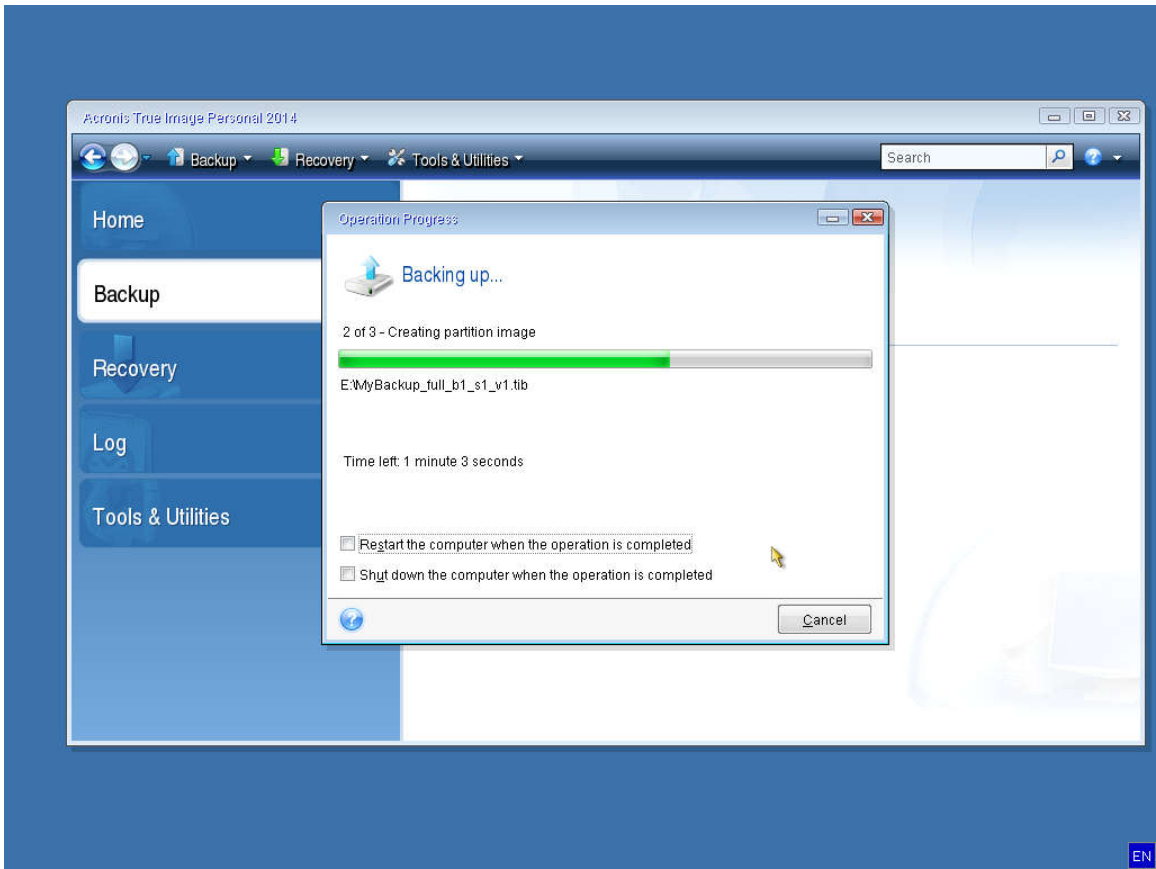 Acronis True Image Personal 2014
Backup Recovery Tools & Utilities Search
Home
Backup
Recovery
Log
Tools & Utilities
Operation Progress
Backing up...
2 of 3 - Creating partition image
E:\MyBackup_full_b1_s1_v1.tib
Time left: 1 minute 3 seconds
Restart the computer when the operation is completed
Shut down the computer when the operation is completed
Cancel
EN